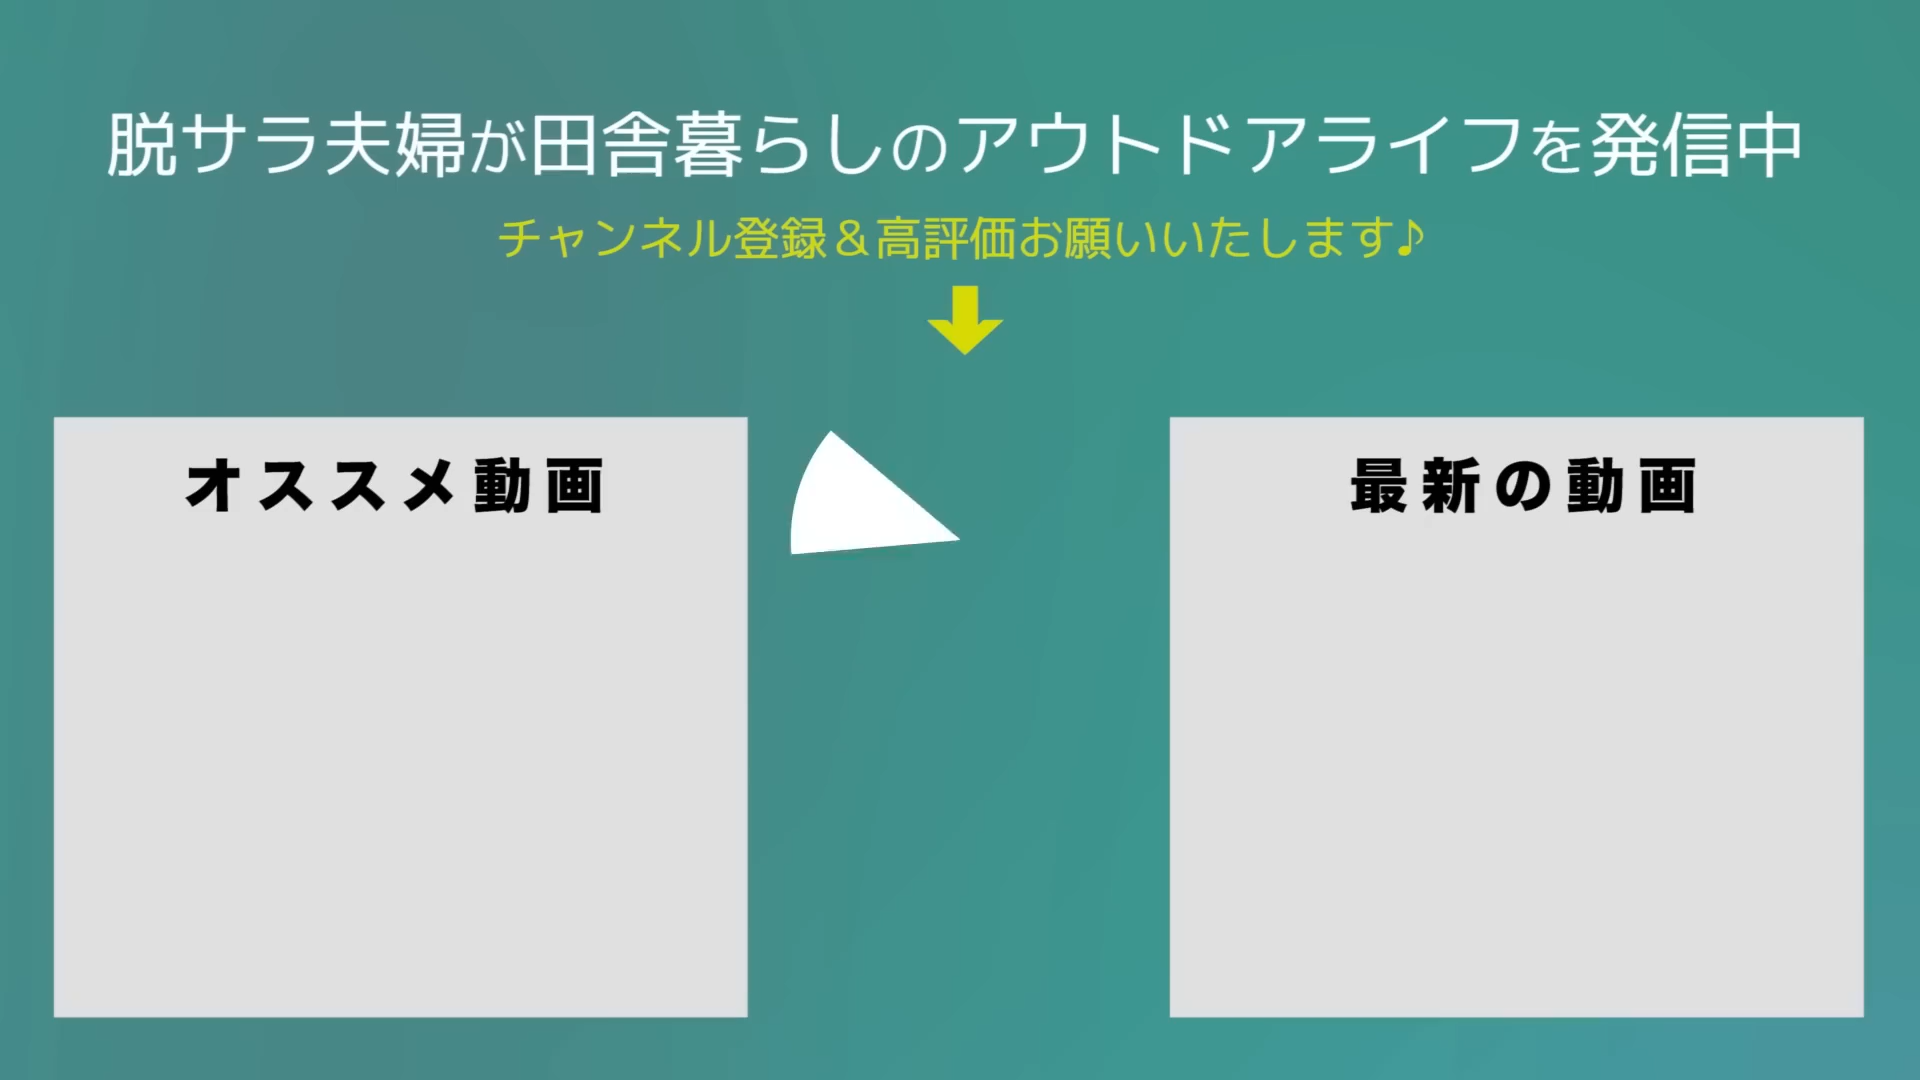 脱サラ夫婦が田舎暮らしのアウトドアライフを発信中
チャンネル登録＆高評価お願いいたします♪
オススメ動画
最新の動画